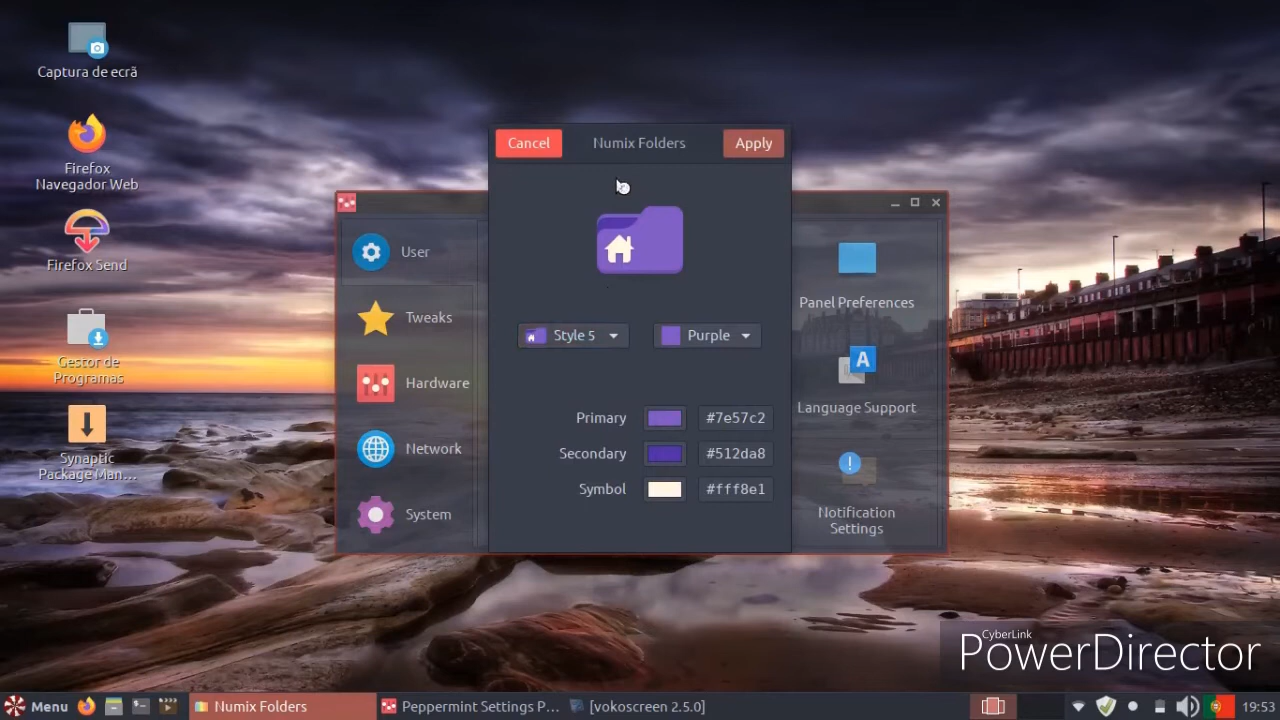 Captura de ecrã
Firefox
Navegador Web
Firefox Send
Gestor de
Programas
Synaptic
Package Man...
Cancel
Numix Folders
Apply
User
Tweaks
Hardware
Network
System
Style 5
Purple
Primary
#7e57c2
Secondary
#512da8
Symbol
#fff8e1
Panel Preferences
A
Language Support
!
Notification
Settings
CyberLink
PowerDirector
Menu
Numix Folders
Peppermint Settings P...
[vokoscreen 2.5.0]
19:53